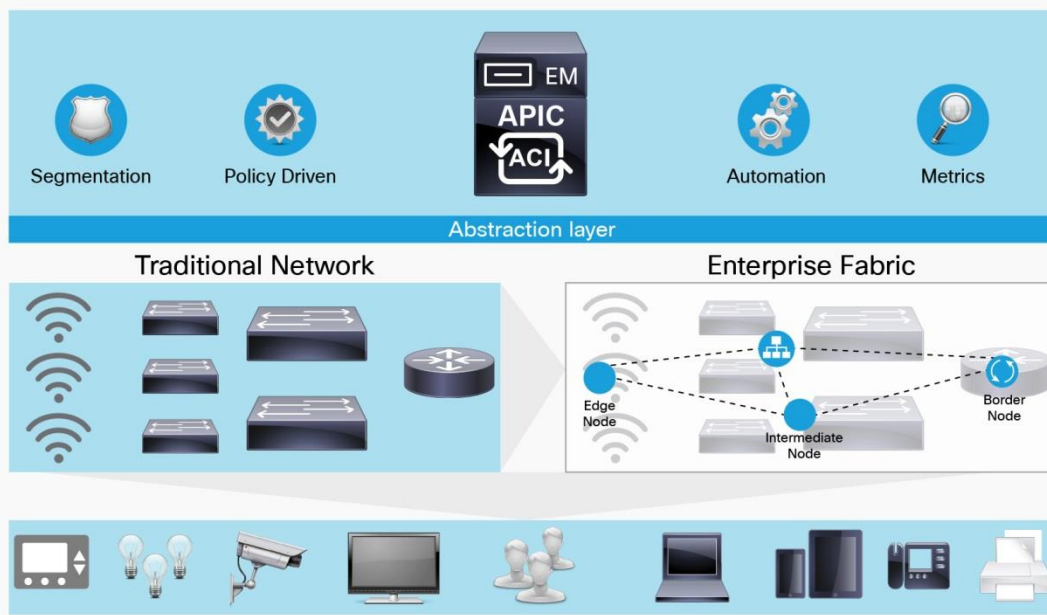 EM
APIC
ACI
Segmentation
Policy Driven
Automation
Metrics
Abstraction layer
Traditional Network
Enterprise Fabric
Edge
Node
Intermediate
Node
Border
Node